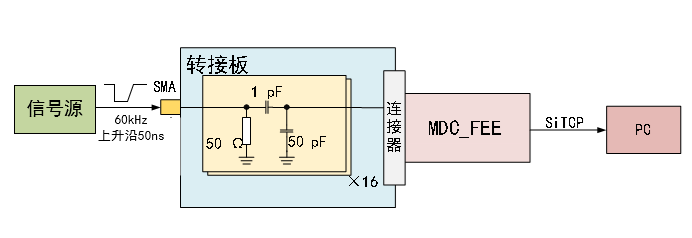 信号源
60kHz
上升沿50ns
SMA
转接板
1 pF
50 Ω
50 pF
×16
连接器
MDC_FEE
SiTCP
PC